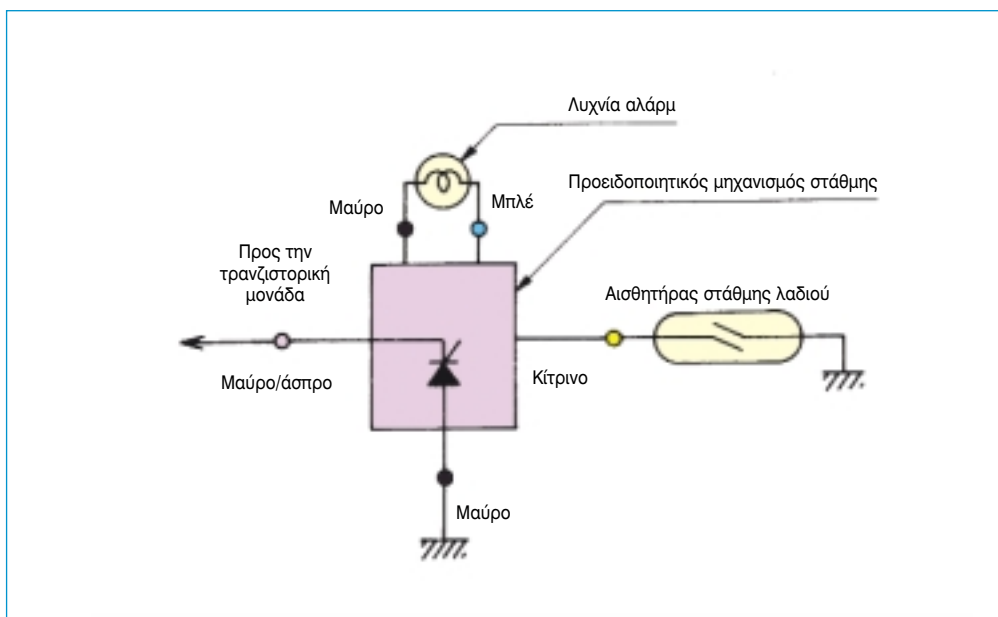 Λυχνία αλάρμ
Προειδοποιητικός μηχανισμός στάθμης
Μαύρο
Μπλέ
Προς την
τρανζιστορική
μονάδα
Αισθητήρας στάθμης λαδιού
Μαύρο/άσπρο
Κίτρινο
Μαύρο